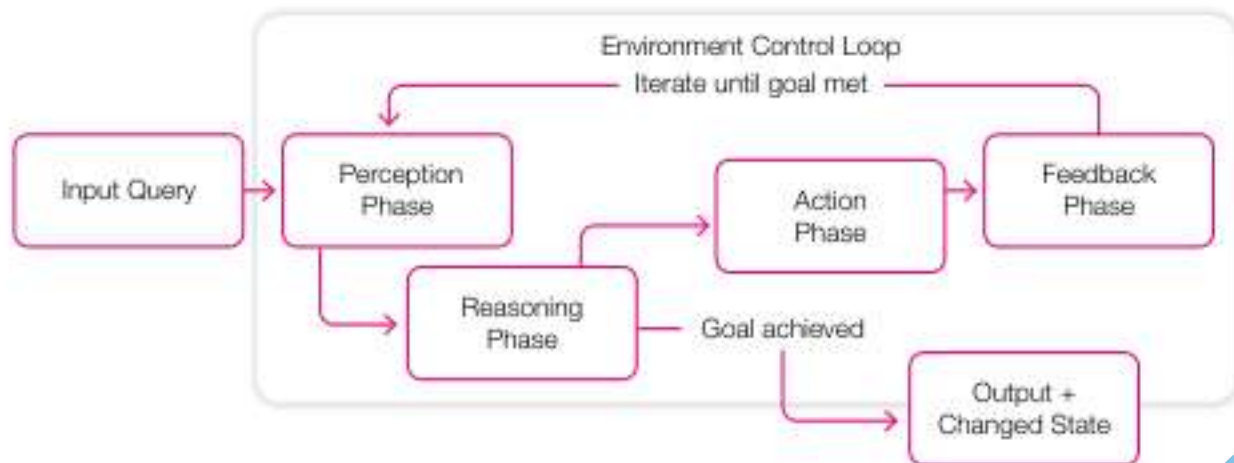 Environment Control Loop
Iterate until goal met
Input Query
Perception
Phase
Reasoning
Phase
Action
Phase
Feedback
Phase
Goal achieved
Output +
Changed State